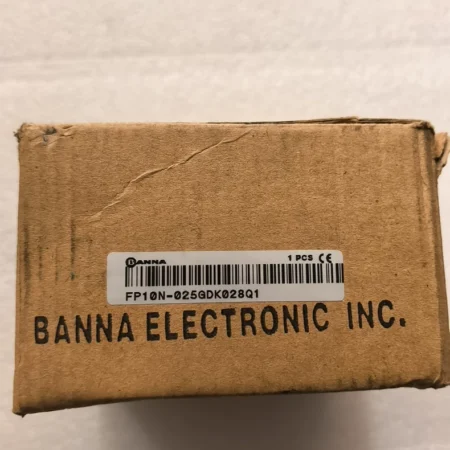 BANNA 1 PCS CE
FP10N-025GDK028Q1
BANNA ELECTRONIC INC.